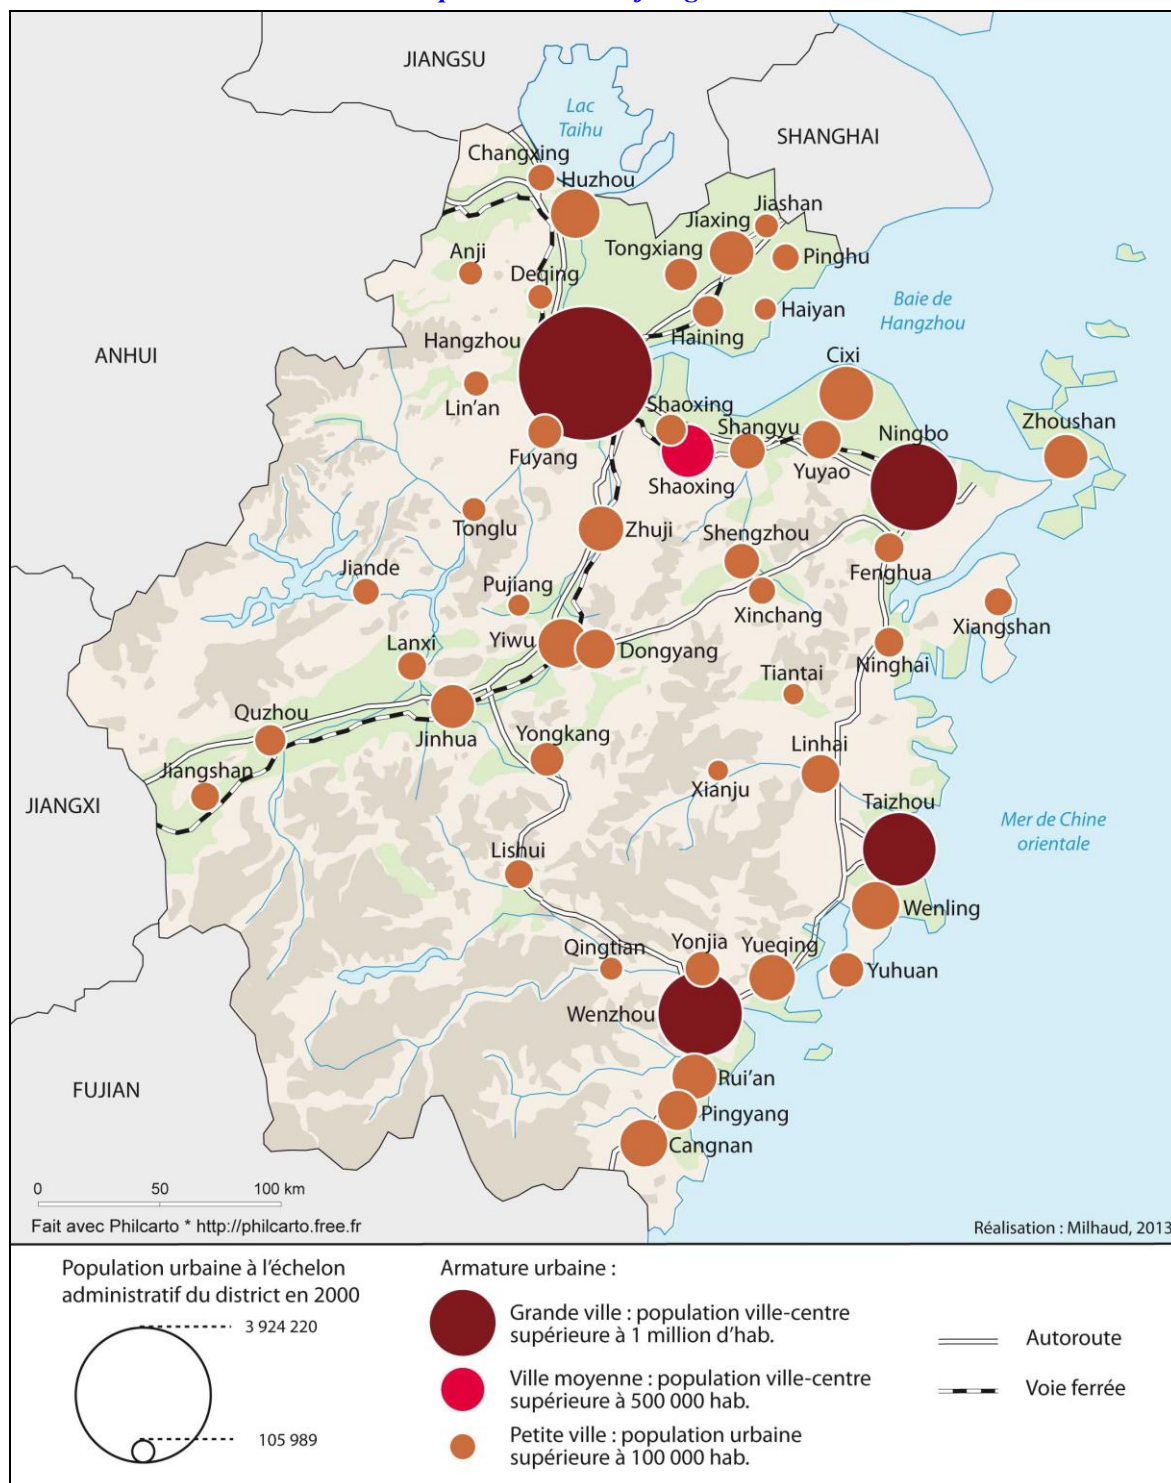 JIANGSU
Lac
Taihu
SHANGHAI
Changxing
Huzhou
Jiashan
Jiaxing
Tongxiang
Pinghu
Anji
Deqing
Haiyan
Baie de
Hangzhou
Hangzhou
Haining
ANHUI
Cixi
Lin'an
Shaoxing
Shangyu
Ningbo
Zhoushan
Fuyang
Yuyao
Shaoxing
Tonglu
Zhuji
Shengzhou
Fenghua
Jiande
Pujiang
Xinchang
Xiangshan
Lanxi
Yiwu
Dongyang
Ninghai
Tiantai
Quzhou
Jinhua
Yongkang
Linhai
Jiangshan
Xianju
Taizhou
JIANGXI
Mer de Chine
orientale
Lishui
Wenling
Qingtian
Yonjia
Yueqing
Yuhuan
Wenzhou
Rui'an
FUJIAN
Pingyang
Cangnan
0 50 100 km
Fait avec Philcarto * http://philcarto.free.fr
Réalisation : Milhaud, 2013
Population urbaine à l'échelon
administratif du district en 2000
3 924 220
105 989
Armature urbaine :
Grande ville : population ville-centre
supérieure à 1 million d'hab.
Ville moyenne : population ville-centre
supérieure à 500 000 hab.
Petite ville : population urbaine
supérieure à 100 000 hab.
Autoroute
Voie ferrée